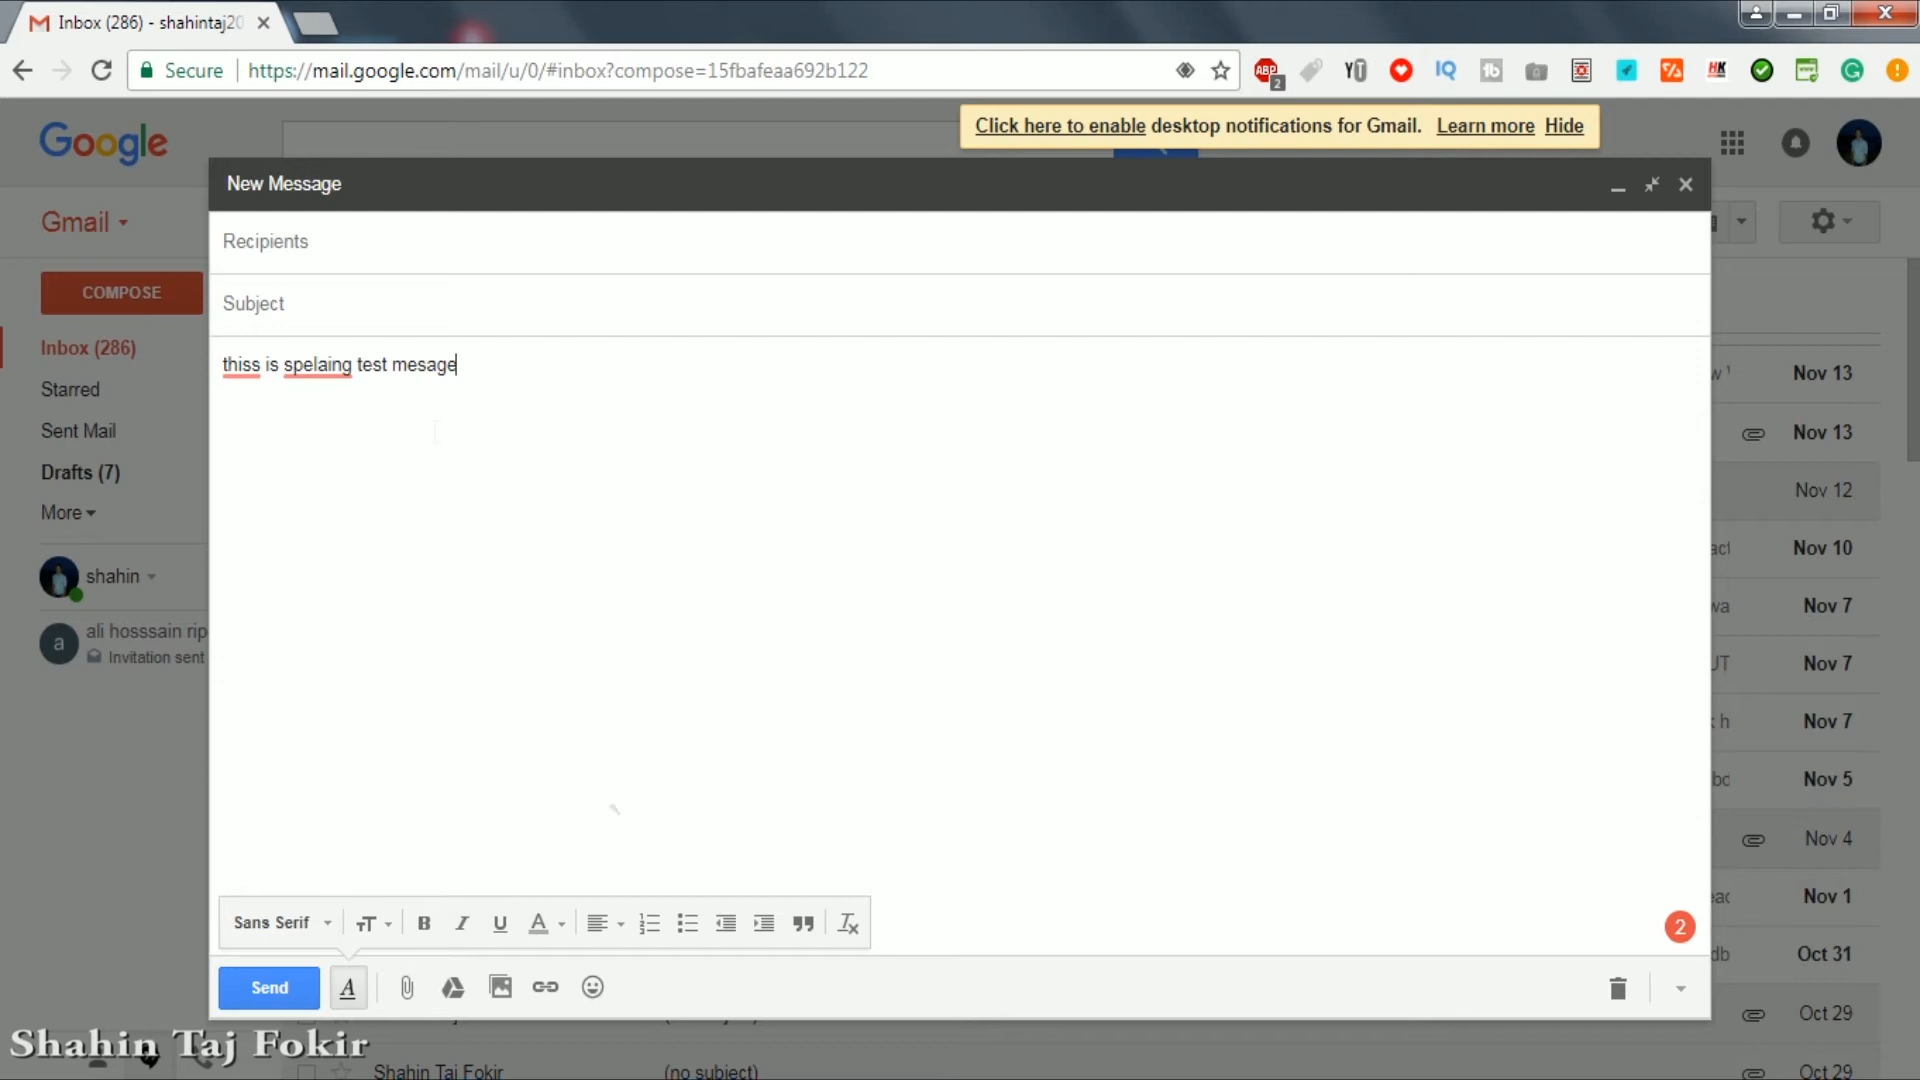 Inbox (286) - shahintaj20
Secure https://mail.google.com/mail/u/0/#inbox?compose=15fbafeaa692b122
ABP 2 IQ HK
Click here to enable desktop notifications for Gmail. Learn more Hide
Google
New Message
Gmail
Recipients
COMPOSE
Subject
Inbox (286)
thiss is spelaing test mesage
Nov 13
Starred
Sent Mail
Nov 13
Drafts (7)
Nov 12
More
Nov 10
shahin
Nov 7
ali hosssain rip
a
Invitation sent
Nov 7
Nov 7
Nov 5
Nov 4
Nov 1
Sans Serif
2
Oct 31
Send
Oct 29
Shahin Taj Fokir
Shahin Taj Fokir (no subject) Oct 29